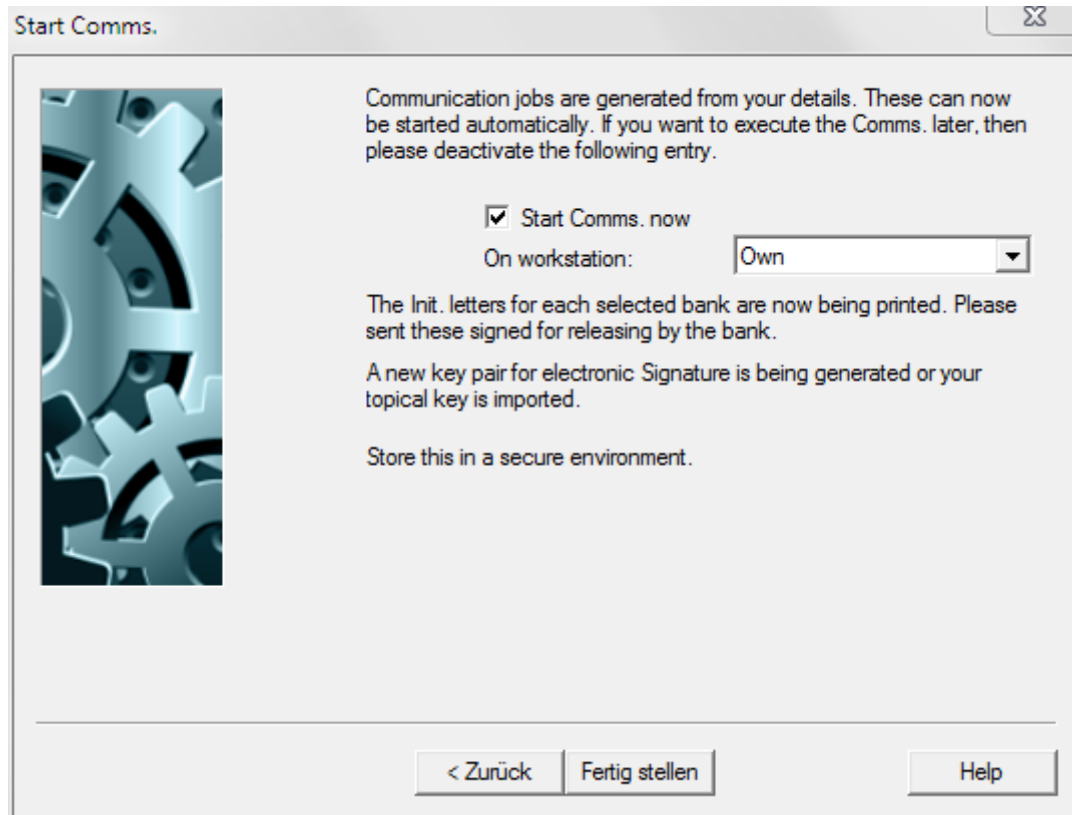 Start Comms.
Communication jobs are generated from your details. These can now
be started automatically. If you want to execute the Comms. later, then
please deactivate the following entry.
Start Comms. now
On workstation: Own
The Init. letters for each selected bank are now being printed. Please
sent these signed for releasing by the bank.
A new key pair for electronic Signature is being generated or your
topical key is imported.
Store this in a secure environment.
< Zurück Fertig stellen Help